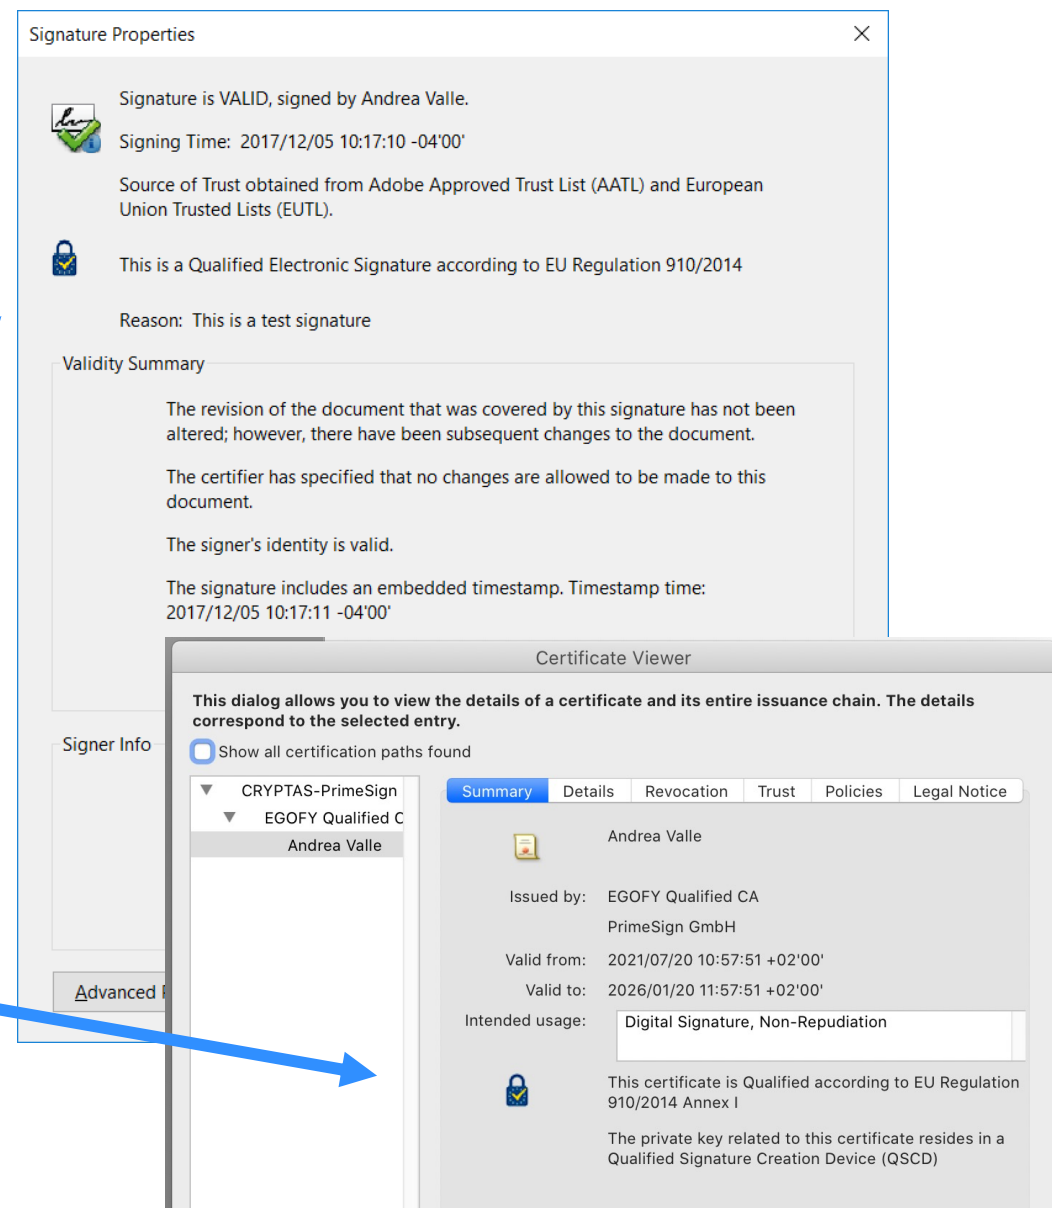 Signature Properties
Signature is VALID, signed by Andrea Valle.
Signing Time: 2017/12/05 10:17:10 -04'00'
Source of Trust obtained from Adobe Approved Trust List (AATL) and European
Union Trusted Lists (EUTL).
This is a Qualified Electronic Signature according to EU Regulation 910/2014
Reason: This is a test signature
Validity Summary
The revision of the document that was covered by this signature has not been
altered; however, there have been subsequent changes to the document.
The certifier has specified that no changes are allowed to be made to this
document.
The signer's identity is valid.
The signature includes an embedded timestamp. Timestamp time:
2017/12/05 10:17:11 -04'00'
Signer Info
Advanced
Certificate Viewer
This dialog allows you to view the details of a certificate and its entire issuance chain. The details
correspond to the selected entry.
Show all certification paths found
CRYPTAS-PrimeSign
EGOFY Qualified C
Andrea Valle
Summary Details Revocation Trust Policies Legal Notice
Andrea Valle
Issued by: EGOFY Qualified CA
PrimeSign GmbH
Valid from: 2021/07/20 10:57:51 +02'00'
Valid to: 2026/01/20 11:57:51 +02'00'
Intended usage: Digital Signature, Non-Repudiation
This certificate is Qualified according to EU Regulation
910/2014 Annex I
The private key related to this certificate resides in a
Qualified Signature Creation Device (QSCD)